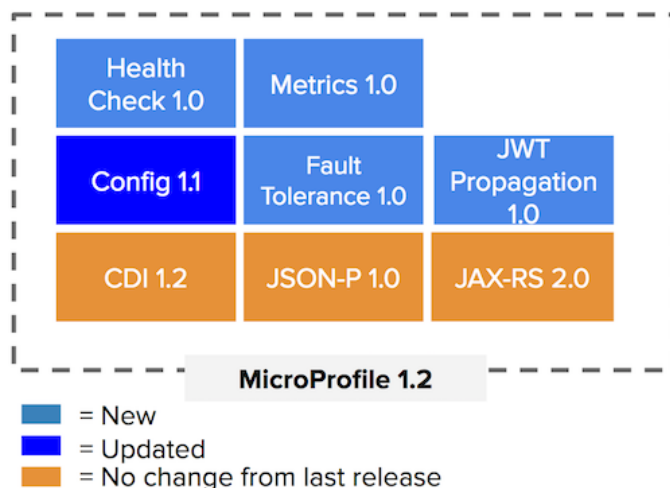 Health
Check 1.0
Metrics 1.0
Config 1.1
Fault
Tolerance 1.0
JWT
Propagation
1.0
CDI 1.2
JSON-P 1.0
JAX-RS 2.0
MicroProfile 1.2
= New
= Updated
= No change from last release